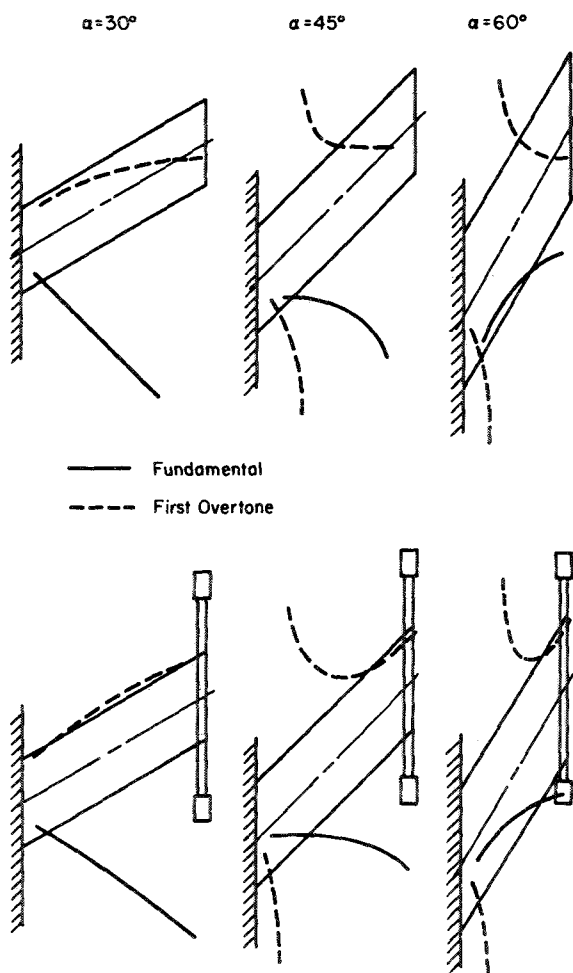 α=30°
α=45°
α=60°
Fundamental
First Overtone